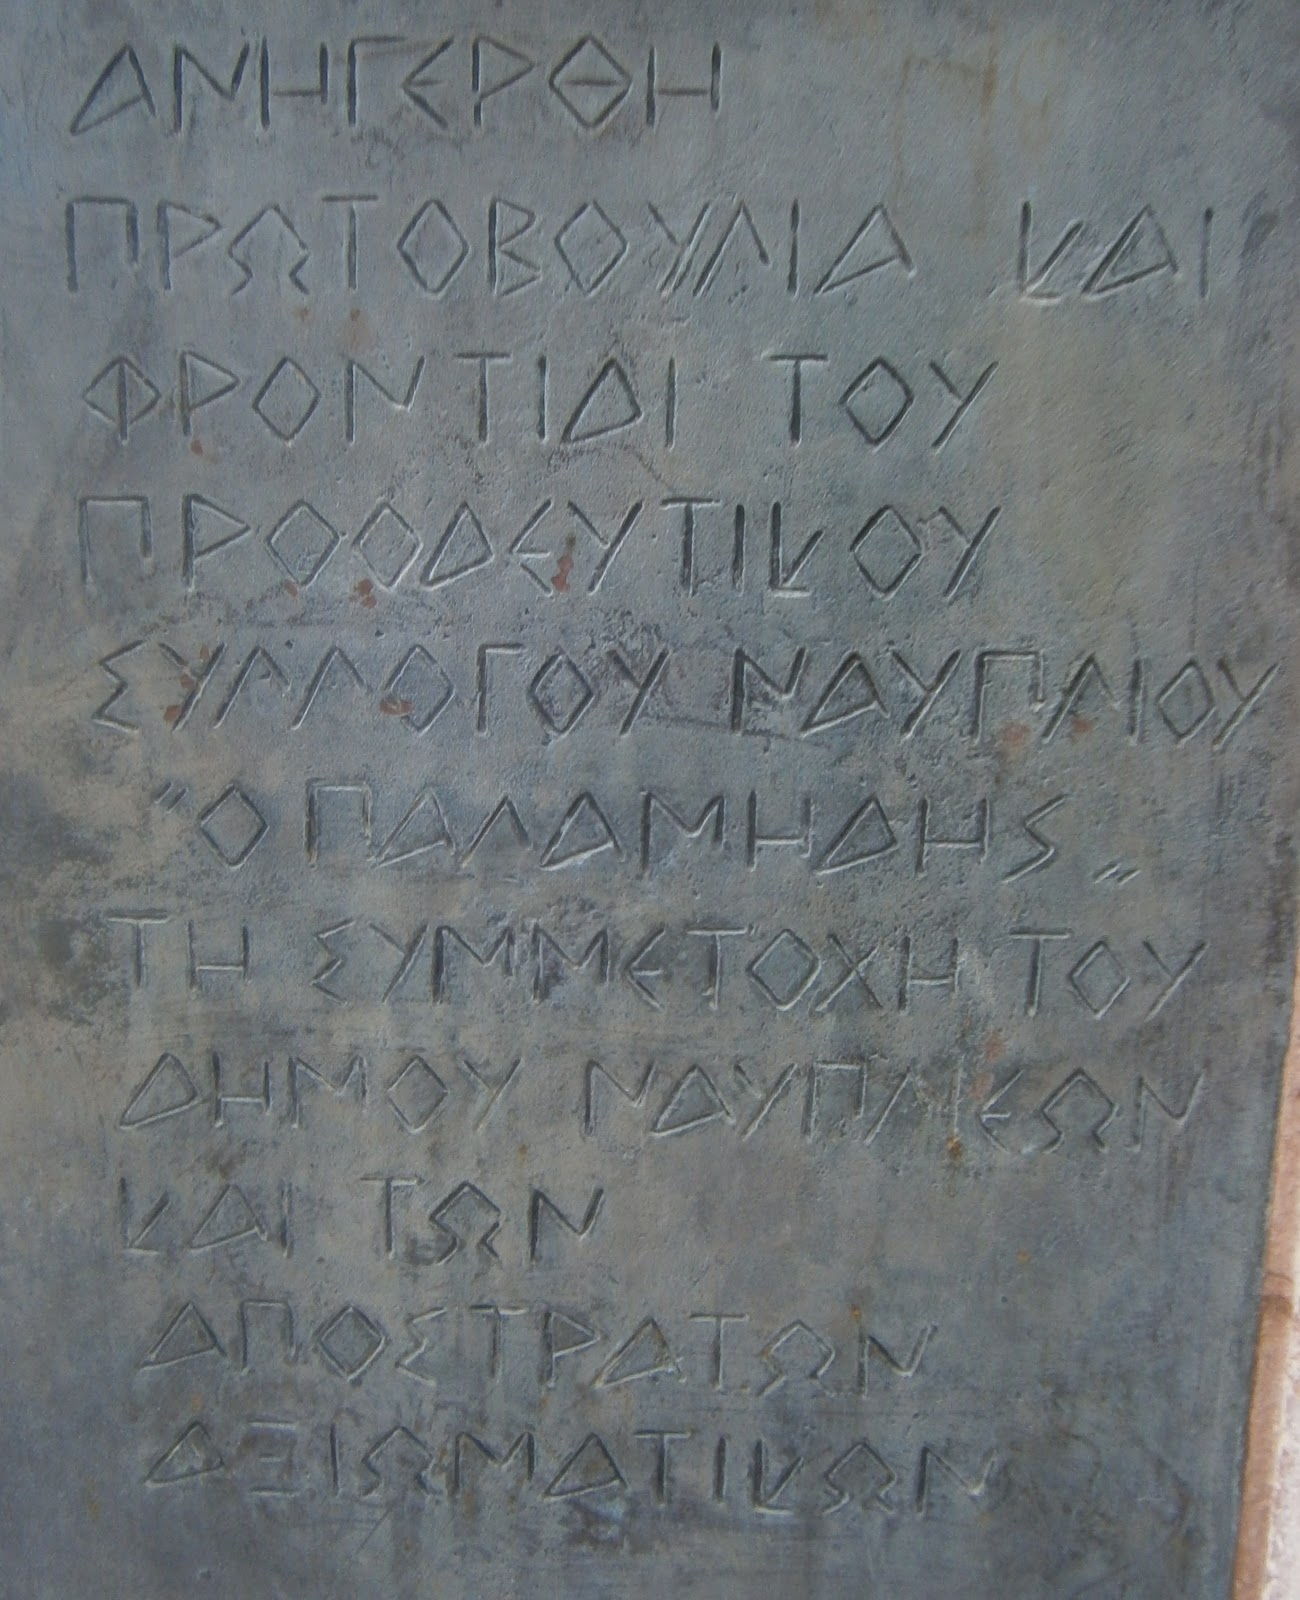 ΑΝΗΓΕΡΘΗ
ΠΡΩΤΟΒΟΥΛΙΑ ΚΑΙ
ΦΡΟΝΤΙΔΙ ΤΟΥ
ΠΡΟΟΔΕΥΤΙΚΟΥ
ΣΥΛΛΟΓΟΥ ΝΑΥΠΛΙΟΥ
"Ο ΠΑΛΑΜΗΔΗΣ„
ΤΗ ΣΥΜΜΕΤΟΧΗ ΤΟΥ
ΔΗΜΟΥ ΝΑΥΠΛΙΕΩΝ
ΚΑΙ ΤΩΝ
ΑΠΟΣΤΡΑΤΩΝ
ΑΞΙΩΜΑΤΙΚΩΝ